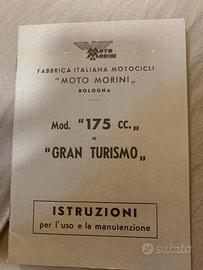 MOTO
MORINI
FABBRICA ITALIANA MOTOCICLI
"MOTO MORINI„
BOLOGNA
Mod. "175 cc.„
e
"GRAN TURISMO„
ISTRUZIONI
per l'uso e la manutenzione
subito